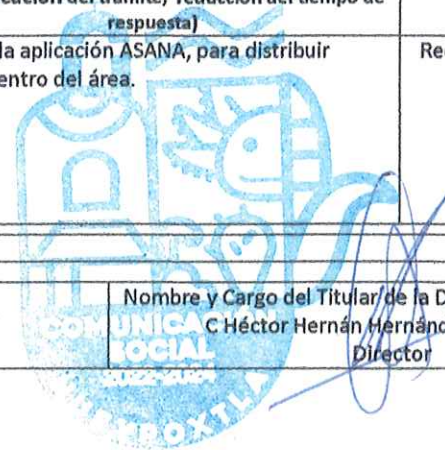 respuesta)
la aplicación ASANA, para distribuir
entro del área.
Re
Nombre y Cargo del Titular de la D
C Héctor Hernán Hernánd
Director
COMUNICACIÓN
SOCIAL